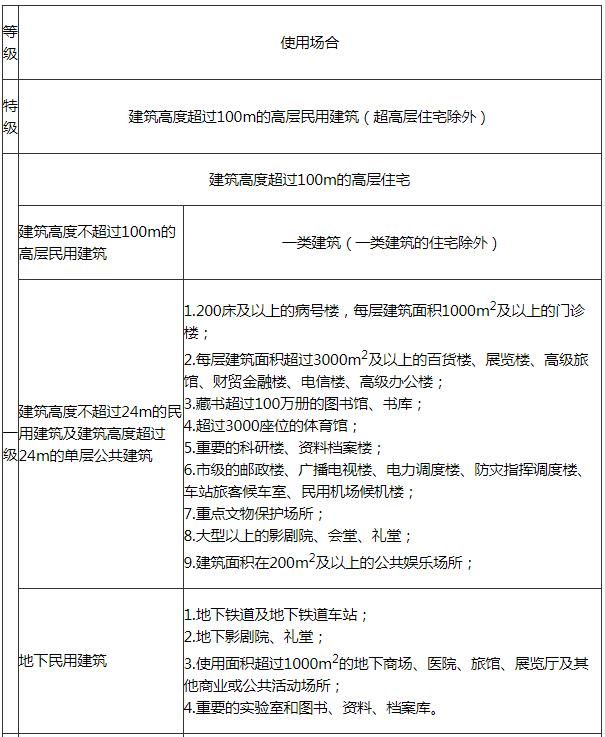 等级
使用场合
特级
建筑高度超过100m的高层民用建筑（超高层住宅除外）
一级
建筑高度超过100m的高层住宅
建筑高度不超过100m的
高层民用建筑
一类建筑（一类建筑的住宅除外）
建筑高度不超过24m的民
用建筑及建筑高度超过
24m的单层公共建筑
1.200床及以上的病号楼，每层建筑面积1000m²及以上的门诊
楼；
2.每层建筑面积超过3000m²及以上的百货楼、展览楼、高级旅
馆、财贸金融楼、电信楼、高级办公楼；
3.藏书超过100万册的图书馆、书库；
4.超过3000座位的体育馆；
5.重要的科研楼、资料档案楼；
6.市级的邮政楼、广播电视楼、电力调度楼、防灾指挥调度楼、
车站旅客候车室、民用机场候机楼；
7.重点文物保护场所；
8.大型以上的影剧院、会堂、礼堂；
9.建筑面积在200m²及以上的公共娱乐场所；
地下民用建筑
1.地下铁道及地下铁道车站；
2.地下影剧院、礼堂；
3.使用面积超过1000m²的地下商场、医院、旅馆、展览厅及其
他商业或公共活动场所；
4.重要的实验室和图书、资料、档案库。